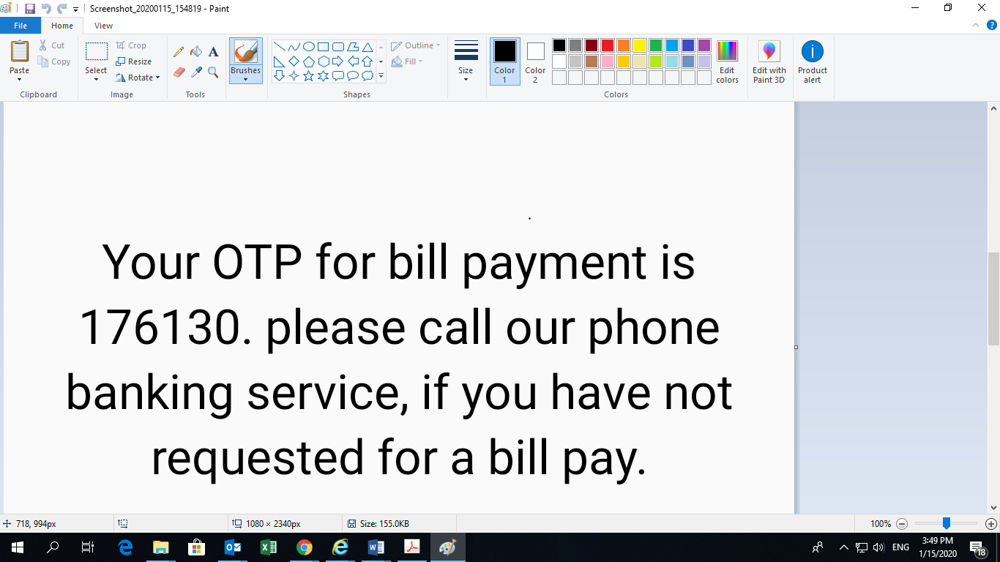 Screenshot_20200115_154819 - Paint
File Home View
Paste
Cut
Copy
Clipboard
Select
Crop
Resize
Rotate
Image
Tools
Brushes
Shapes
Outline
Fill
Size
Color 1
Color 2
Colors
Edit colors
Edit with Paint 3D
Product alert
Your OTP for bill payment is
176130. please call our phone
banking service, if you have not
requested for a bill pay.
718, 994px
1080 × 2340px
Size: 155.0KB
100%
ENG
3:49 PM
1/15/2020
18